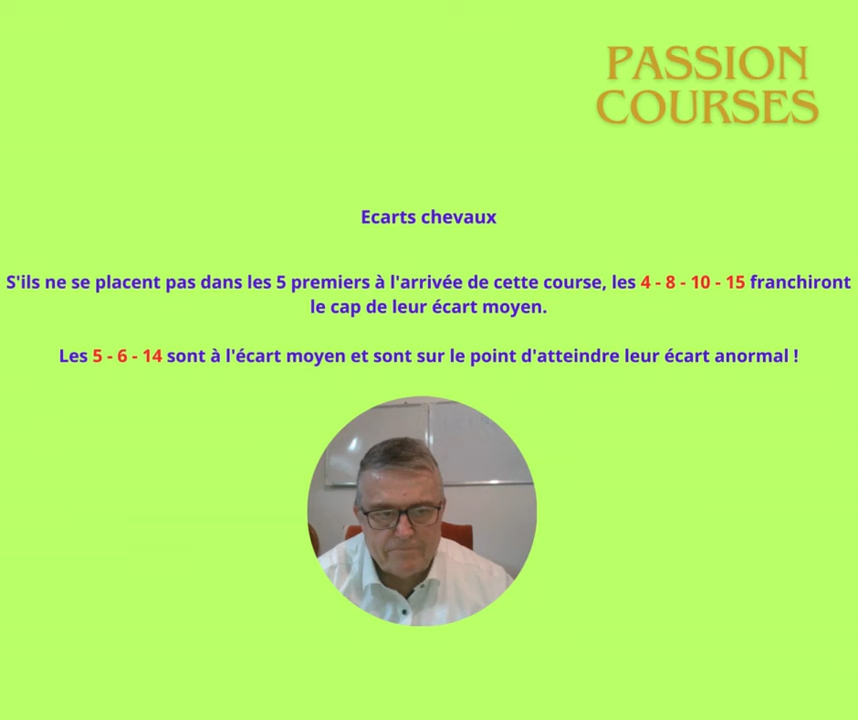 PASSION
COURSES
Ecarts chevaux
S'ils ne se placent pas dans les 5 premiers à l'arrivée de cette course, les 4 - 8 - 10 - 15 franchiront
le cap de leur écart moyen.
Les 5 - 6 - 14 sont à l'écart moyen et sont sur le point d'atteindre leur écart anormal !